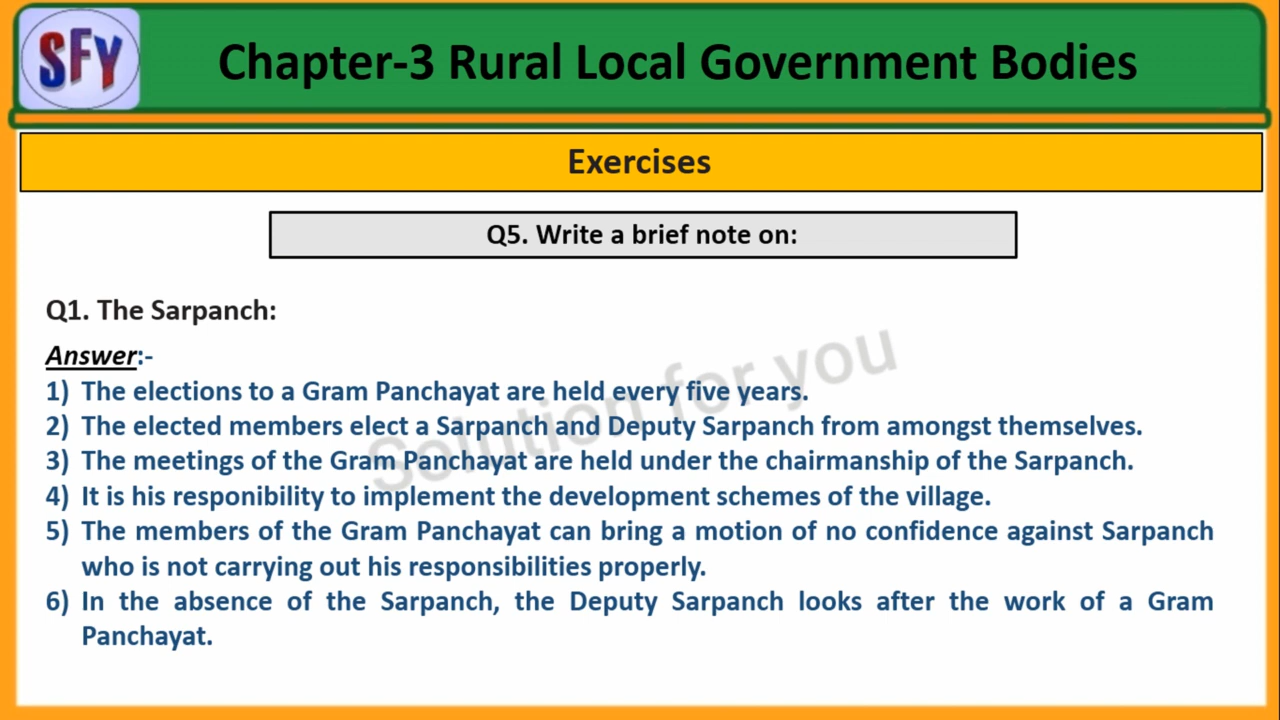 SFY
Chapter-3 Rural Local Government Bodies
Exercises
Q5. Write a brief note on:
Q1. The Sarpanch:
Answer:-
1) The elections to a Gram Panchayat are held every five years.
2) The elected members elect a Sarpanch and Deputy Sarpanch from amongst themselves.
3) The meetings of the Gram Panchayat are held under the chairmanship of the Sarpanch.
4) It is his responibility to implement the development schemes of the village.
5) The members of the Gram Panchayat can bring a motion of no confidence against Sarpanch
who is not carrying out his responsibilities properly.
6) In the absence of the Sarpanch, the Deputy Sarpanch looks after the work of a Gram
Panchayat.
Solution for you